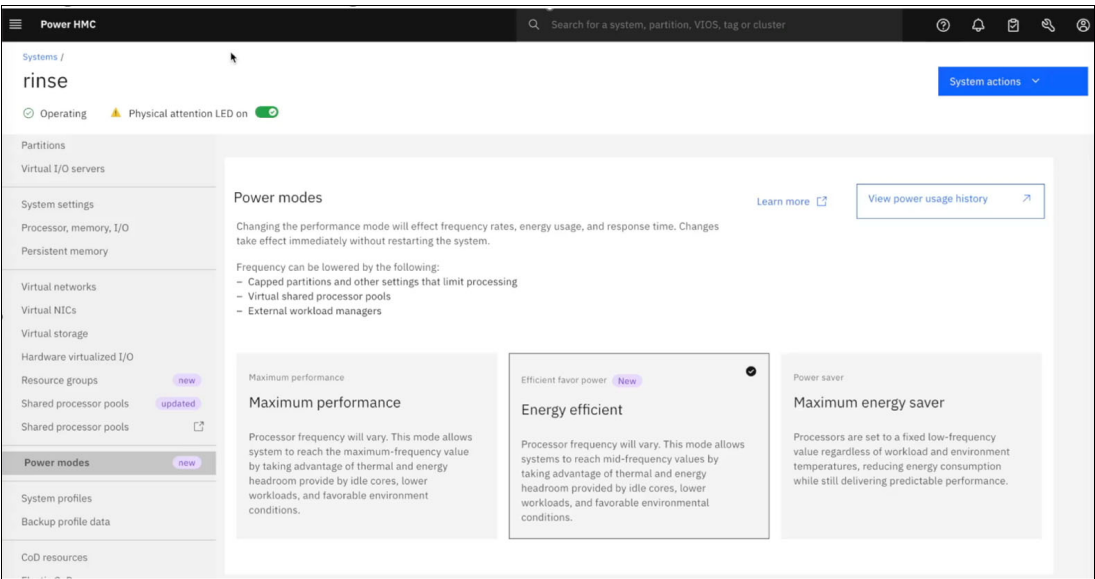 Power HMC
Search for a system, partition, VIOS, tag or cluster
Systems /
rinse
System actions
Operating
Physical attention LED on
Partitions
Virtual I/O servers
System settings
Processor, memory, I/O
Persistent memory
Virtual networks
Virtual NICs
Virtual storage
Hardware virtualized I/O
Resource groups new
Shared processor pools updated
Shared processor pools
Power modes new
System profiles
Backup profile data
CoD resources
Power modes
Learn more
View power usage history
Changing the performance mode will effect frequency rates, energy usage, and response time. Changes
take effect immediately without restarting the system.
Frequency can be lowered by the following:
– Capped partitions and other settings that limit processing
– Virtual shared processor pools
– External workload managers
Maximum performance
Maximum performance
Processor frequency will vary. This mode allows
system to reach the maximum-frequency value
by taking advantage of thermal and energy
headroom provide by idle cores, lower
workloads, and favorable environment
conditions.
Efficient favor power New
Energy efficient
Processor frequency will vary. This mode allows
systems to reach mid-frequency values by
taking advantage of thermal and energy
headroom provided by idle cores, lower
workloads, and favorable environmental
conditions.
Power saver
Maximum energy saver
Processors are set to a fixed low-frequency
value regardless of workload and environment
temperatures, reducing energy consumption
while still delivering predictable performance.